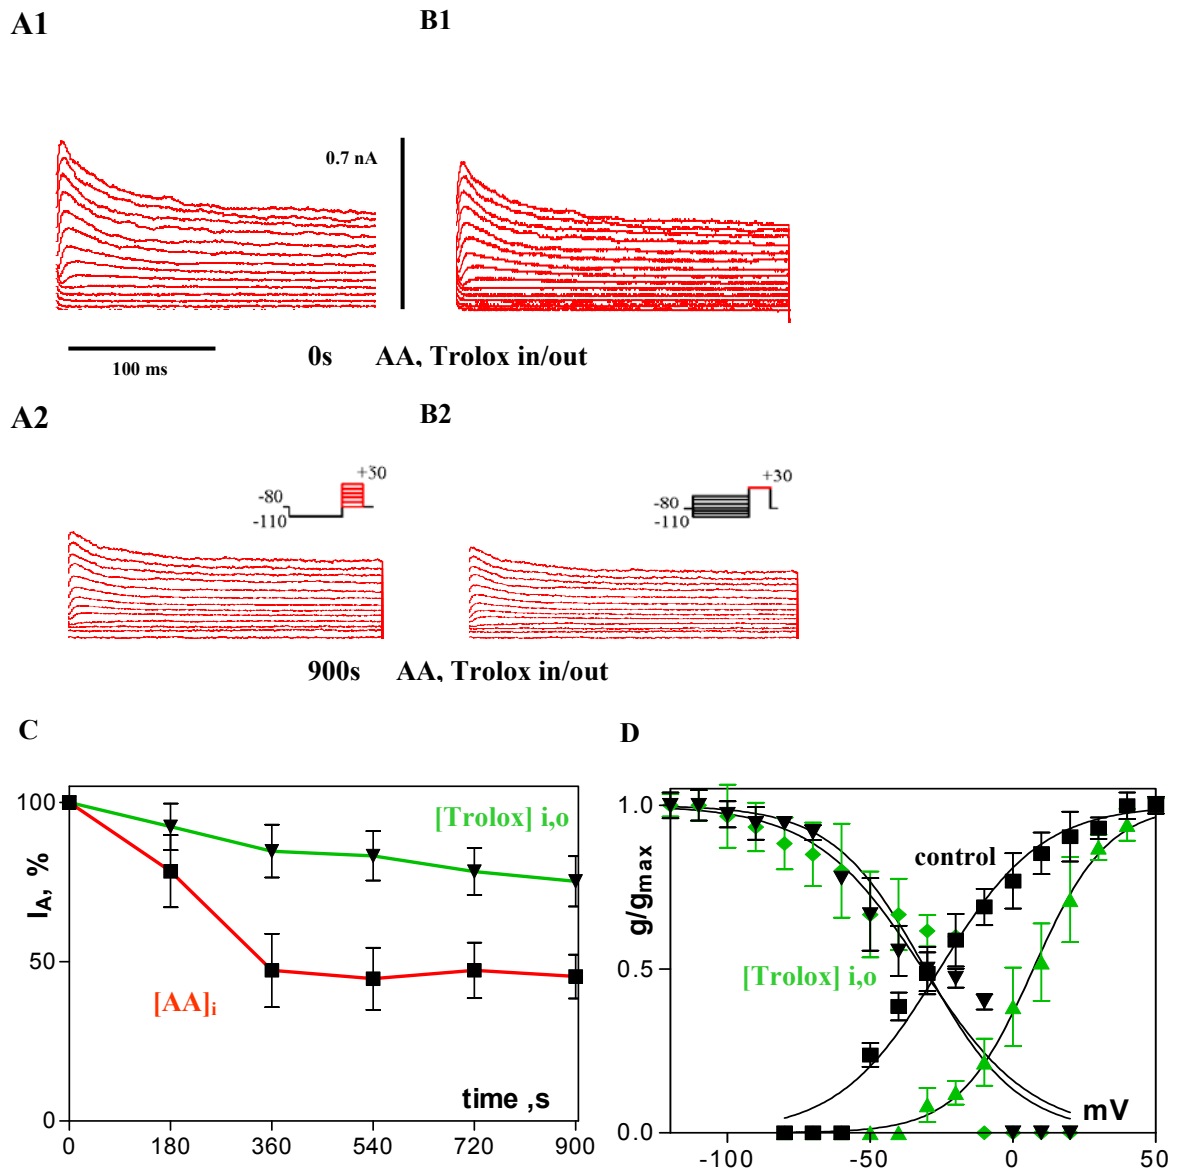 A1
B1
0.7 nA
100 ms
0s AA, Trolox in/out
A2
B2
+30
-80
-110
+30
-80
-110
900s AA, Trolox in/out
C
D
I_A, %
100
50
0
[Trolox] i,o
[AA]i
time ,s
0 180 360 540 720 900
g/gmax
1.0
0.5
0.0
control
[Trolox] i,o
mV
-100 -50 0 50